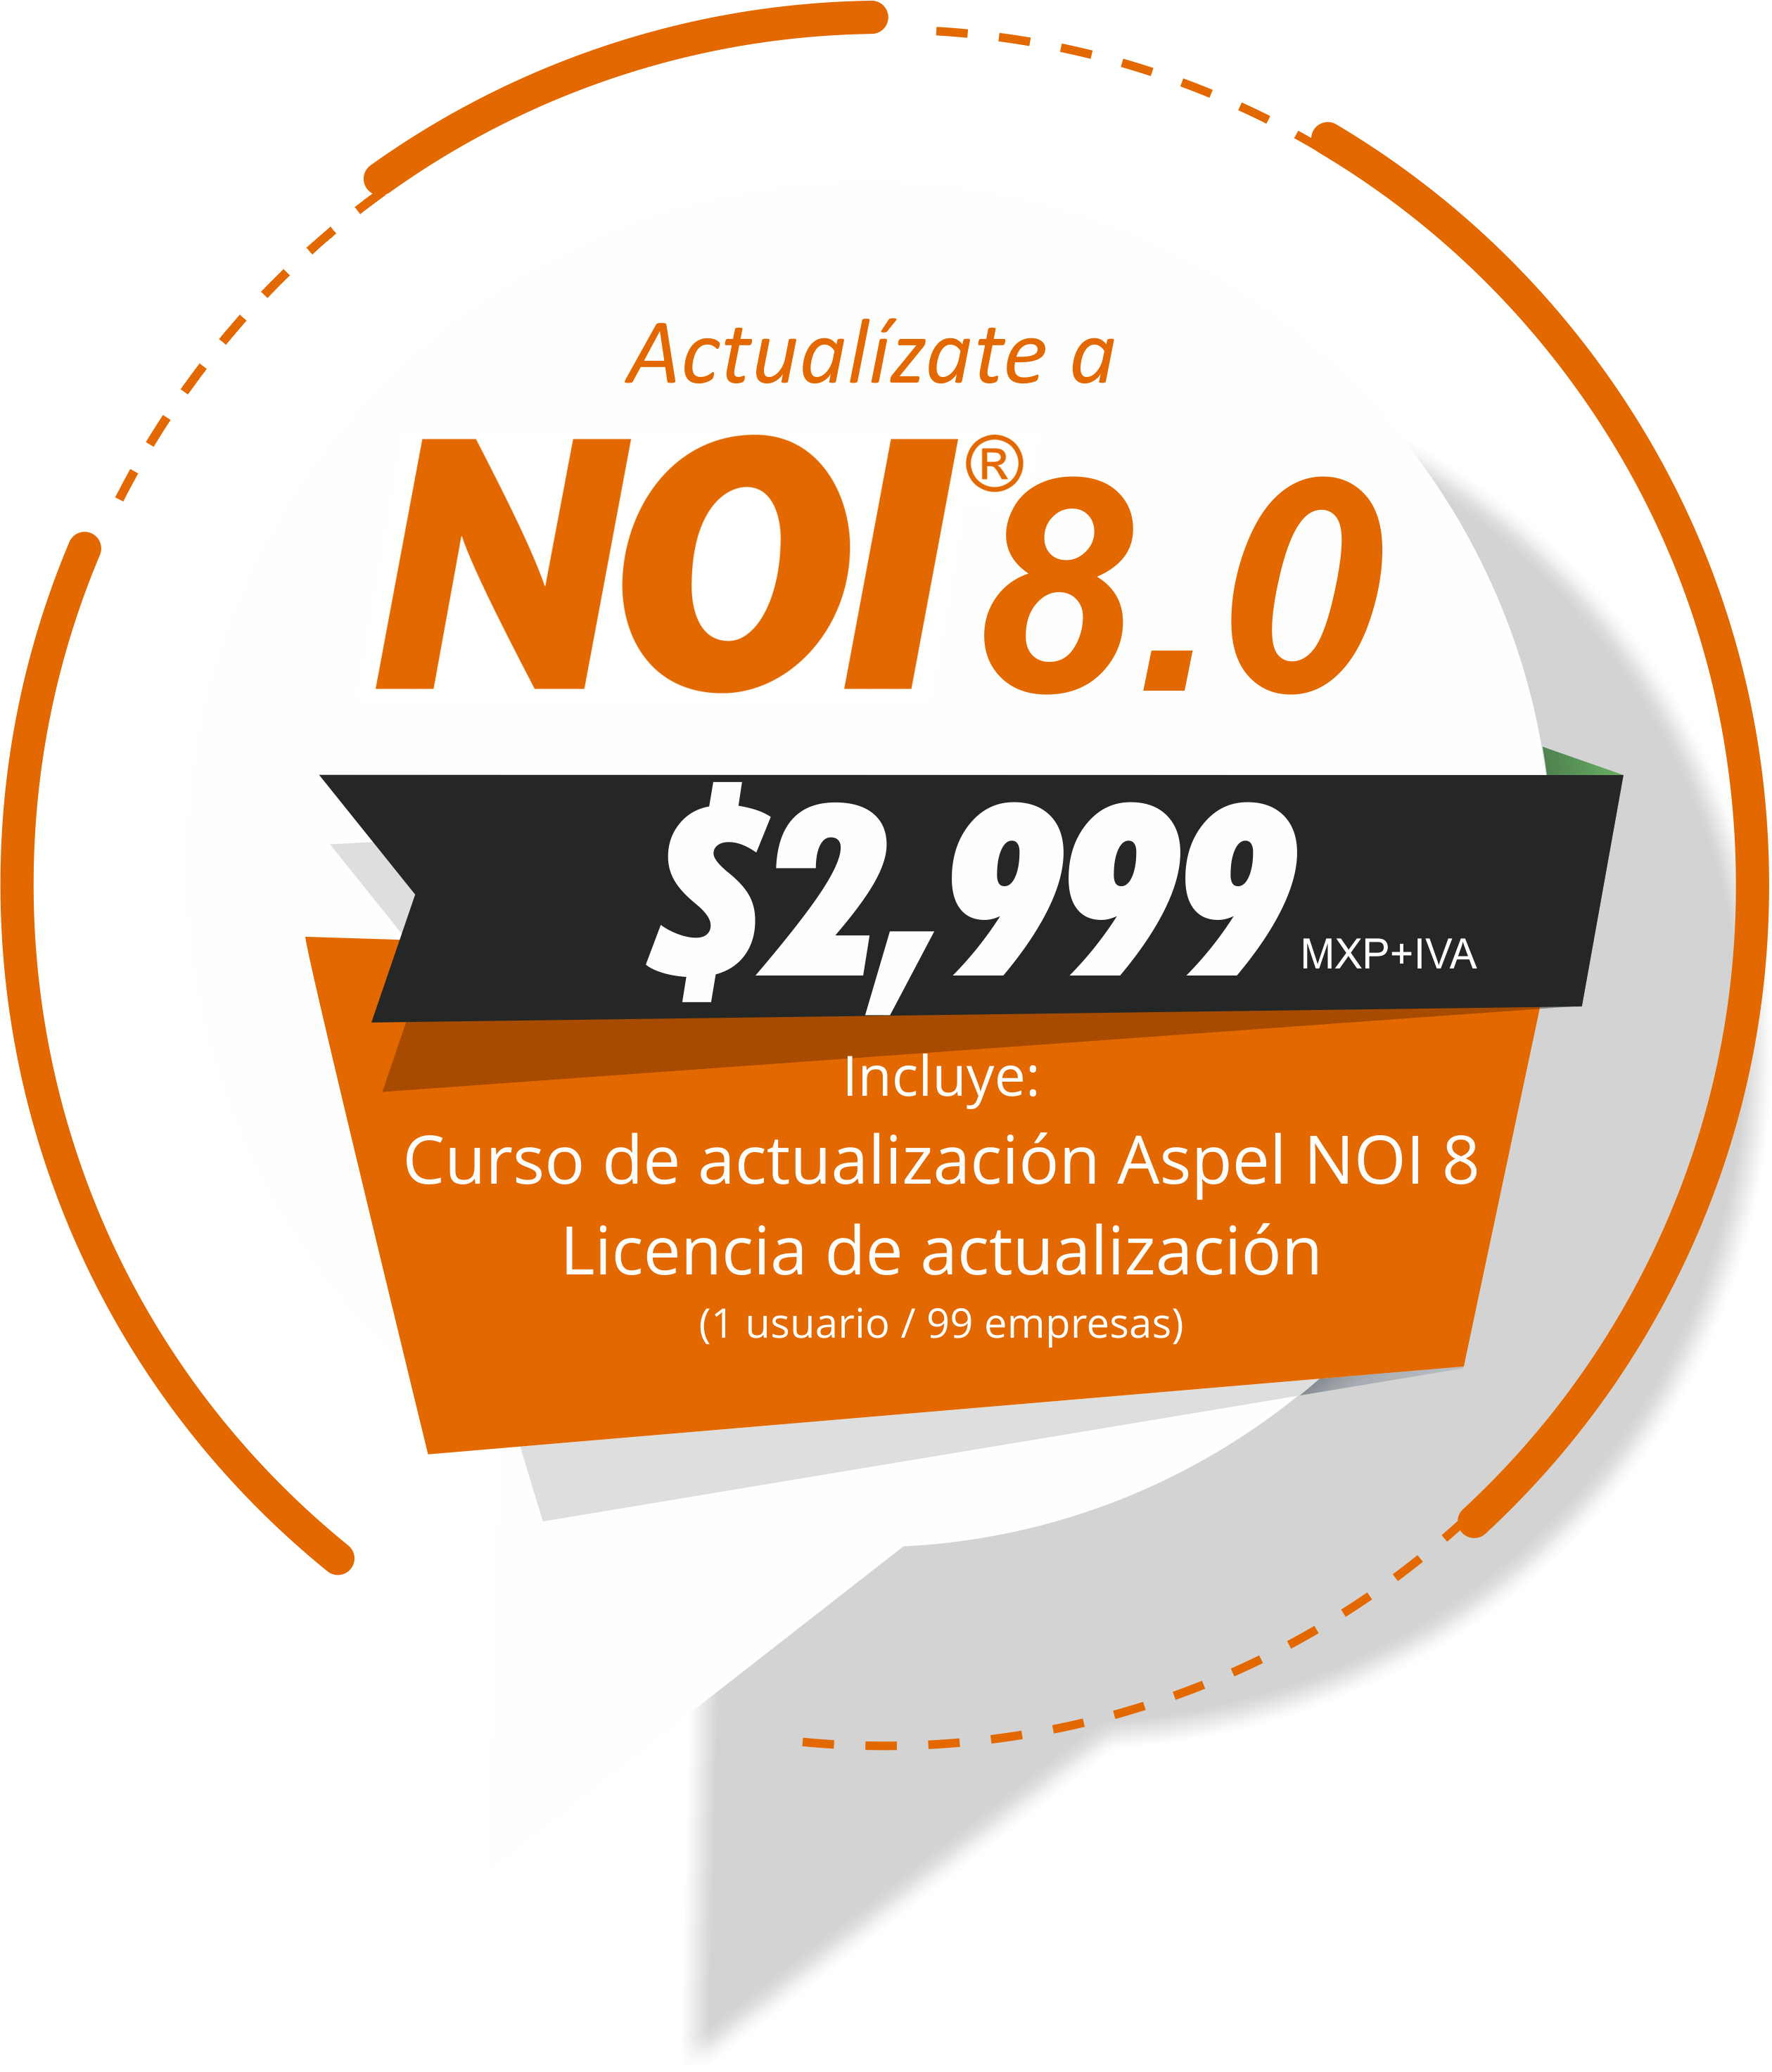 Actualízate a
NOI® 8.0
$2,999 MXP+IVA
Incluye:
Curso de actualización Aspel NOI 8
Licencia de actualización
(1 usuario / 99 empresas)